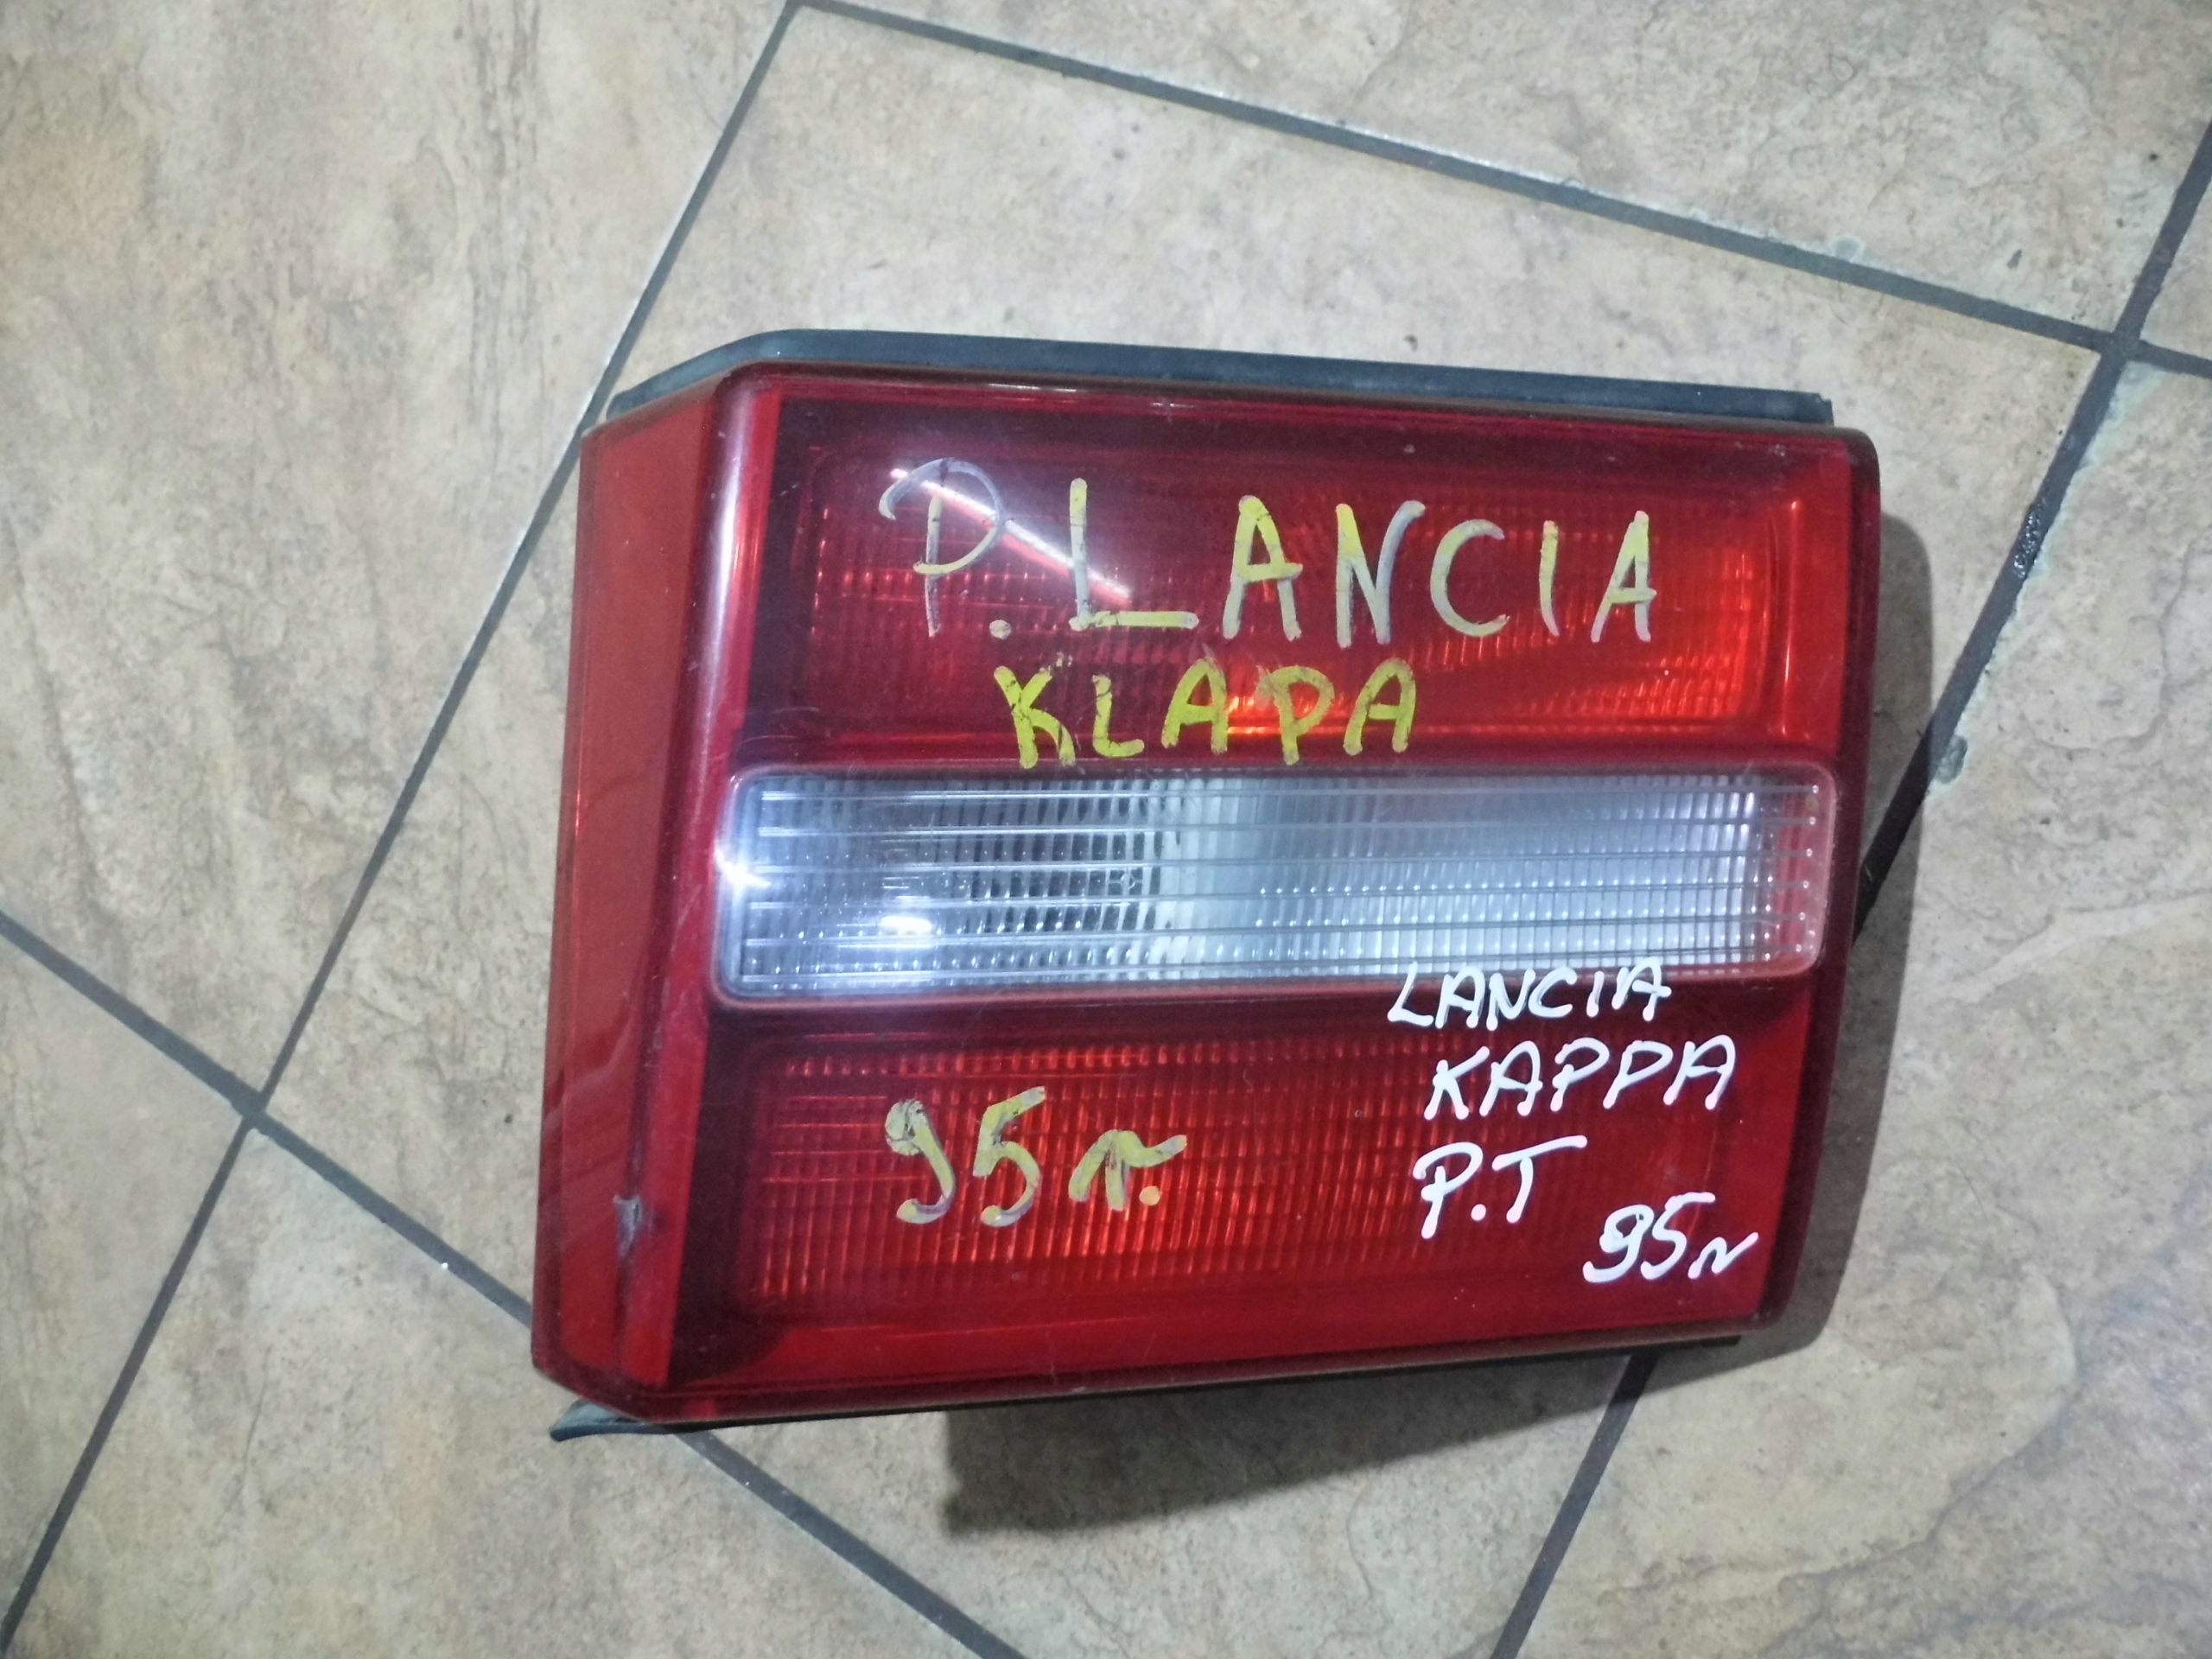 P. LANCIA
KLAPA
95r.
LANCIA
KAPPA
P.T
95r